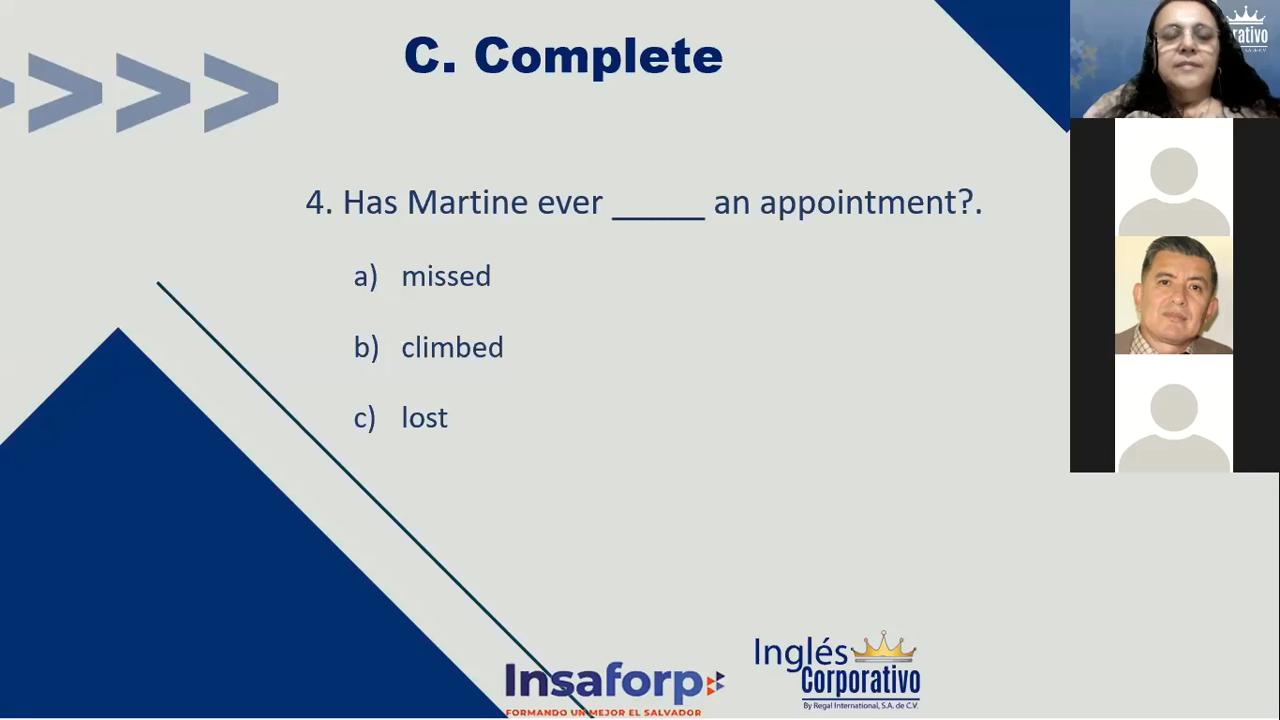 C. Complete
4. Has Martine ever _____ an appointment?.
a) missed
b) climbed
c) lost
Insaforp
FORMANDO UN MEJOR EL SALVADOR
Inglés
Corporativo
By Regal International, S.A. de C.V.